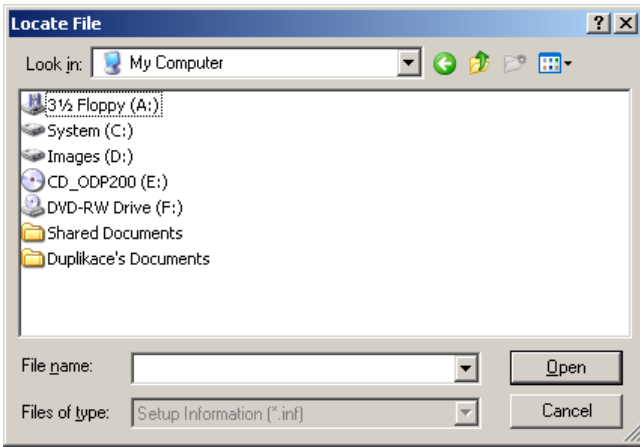 Locate File
Look in: My Computer
3½ Floppy (A:)
System (C:)
Images (D:)
CD_ODP200 (E:)
DVD-RW Drive (F:)
Shared Documents
Duplikace's Documents
File name: Open
Files of type: Setup Information (*.inf) Cancel